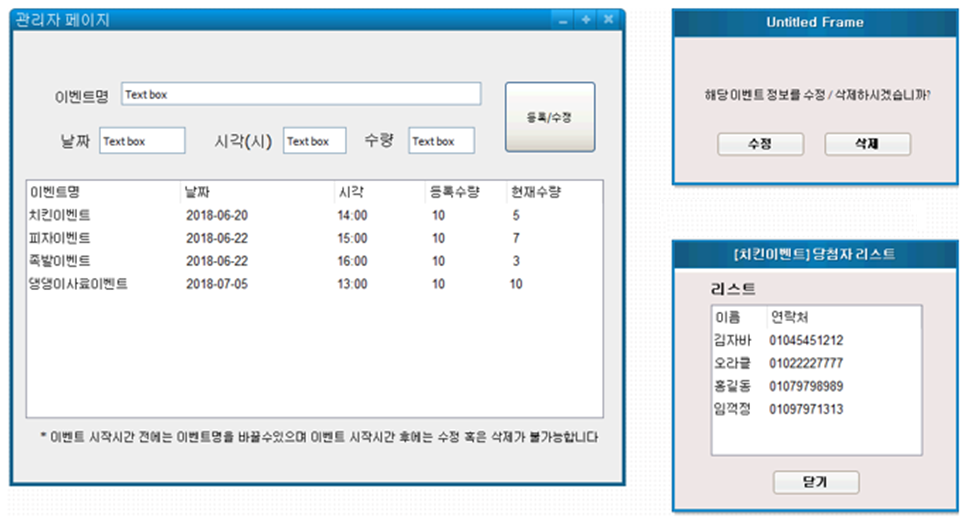 관리자 페이지
이벤트명 Text box
등록/수정
날짜 Text box 시각(시) Text box 수량 Text box
이벤트명 날짜 시각 등록수량 현재수량
치킨이벤트 2018-06-20 14:00 10 5
피자이벤트 2018-06-22 15:00 10 7
족발이벤트 2018-06-22 16:00 10 3
댕댕이사료이벤트 2018-07-05 13:00 10 10
* 이벤트 시작시간 전에는 이벤트명을 바꿀수있으며 이벤트 시작시간 후에는 수정 혹은 삭제가 불가능합니다
Untitled Frame
해당 이벤트 정보를 수정 / 삭제하시겠습니까?
수정 삭제
[치킨이벤트] 당첨자 리스트
리스트
이름 연락처
김자바 01045451212
오라클 01022227777
홍길동 01079798989
임꺽정 01097971313
닫기